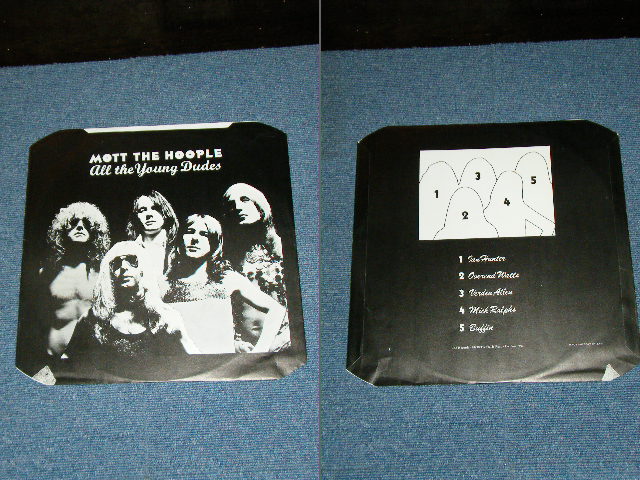 MOTT THE HOOPLE
All the Young Dudes
1 3 5
2 4
1 Ian Hunter
2 Overend Watts
3 Verden Allen
4 Mick Ralphs
5 Buffin